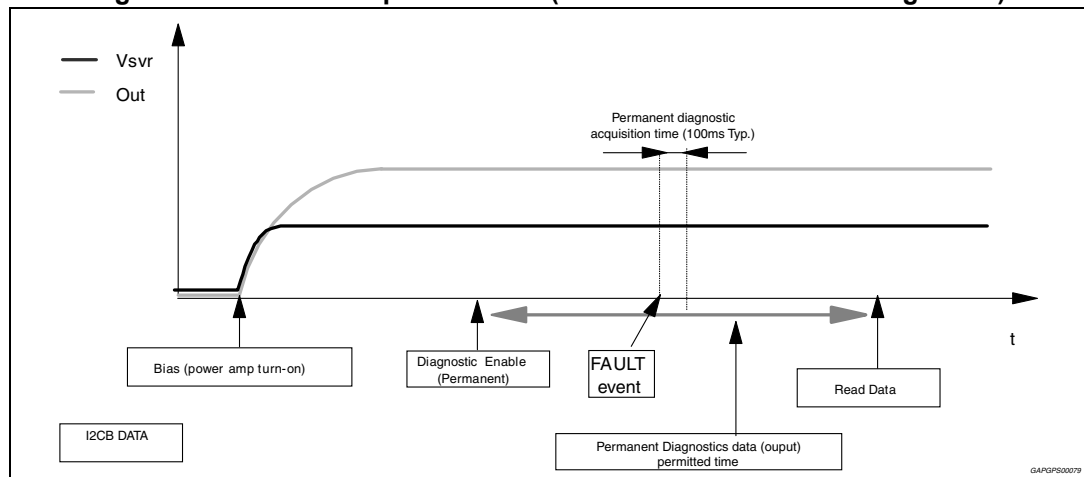 Vsvr
Out
Permanent diagnostic
acquisition time (100ms Typ.)
t
Bias (power amp turn-on)
Diagnostic Enable
(Permanent)
FAULT
event
Read Data
Permanent Diagnostics data (ouput)
permitted time
I2CB DATA
GAPGPS00079